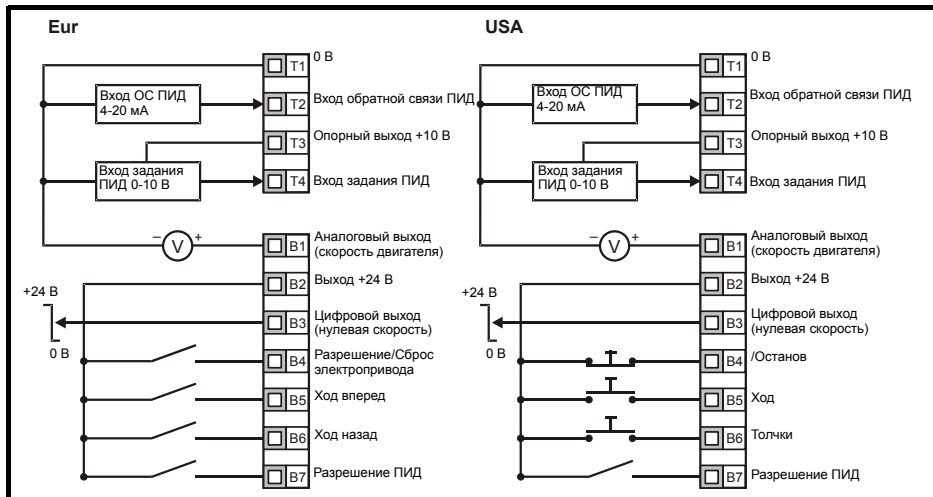 Eur
T1 0 В
Вход ОС ПИД
4-20 мА
T2 Вход обратной связи ПИД
T3 Опорный выход +10 В
Вход задания
ПИД 0-10 В
T4 Вход задания ПИД
– V +
B1 Аналоговый выход
(скорость двигателя)
B2 Выход +24 В
+24 В
0 В
B3 Цифровой выход
(нулевая скорость)
B4 Разрешение/Сброс
электропривода
B5 Ход вперед
B6 Ход назад
B7 Разрешение ПИД
USA
T1 0 В
Вход ОС ПИД
4-20 мА
T2 Вход обратной связи ПИД
T3 Опорный выход +10 В
Вход задания
ПИД 0-10 В
T4 Вход задания ПИД
– V +
B1 Аналоговый выход
(скорость двигателя)
B2 Выход +24 В
+24 В
0 В
B3 Цифровой выход
(нулевая скорость)
B4 /Останов
B5 Ход
B6 Толчки
B7 Разрешение ПИД